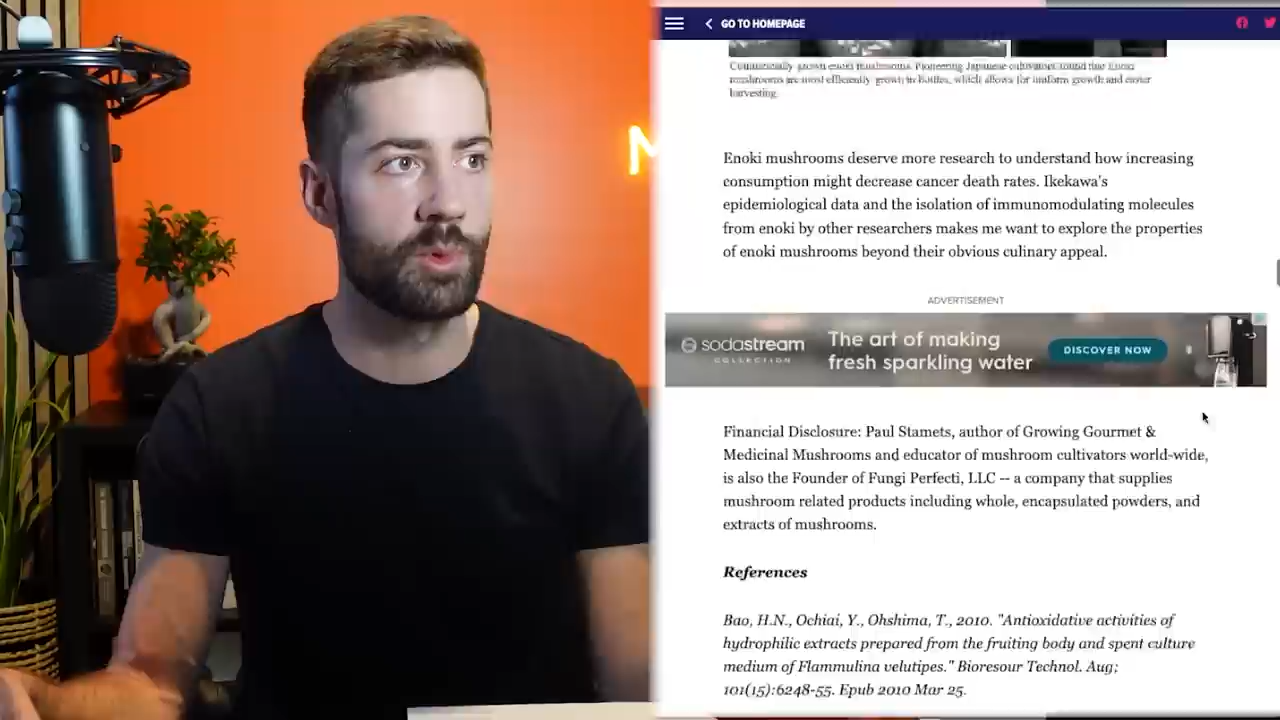 GO TO HOMEPAGE
Commercially grown enoki mushrooms. Pioneering Japanese cultivators found that Enoki
mushrooms are most efficiently grown in bottles, which allows for uniform growth and easier
harvesting.
Enoki mushrooms deserve more research to understand how increasing
consumption might decrease cancer death rates. Ikekawa's
epidemiological data and the isolation of immunomodulating molecules
from enoki by other researchers makes me want to explore the properties
of enoki mushrooms beyond their obvious culinary appeal.
ADVERTISEMENT
sodastream
COLLECTION
The art of making
fresh sparkling water
DISCOVER NOW
Financial Disclosure: Paul Stamets, author of Growing Gourmet &
Medicinal Mushrooms and educator of mushroom cultivators world-wide,
is also the Founder of Fungi Perfecti, LLC -- a company that supplies
mushroom related products including whole, encapsulated powders, and
extracts of mushrooms.
References
Bao, H.N., Ochiai, Y., Ohshima, T., 2010. "Antioxidative activities of
hydrophilic extracts prepared from the fruiting body and spent culture
medium of Flammulina velutipes." Bioresour Technol. Aug;
101(15):6248-55. Epub 2010 Mar 25.